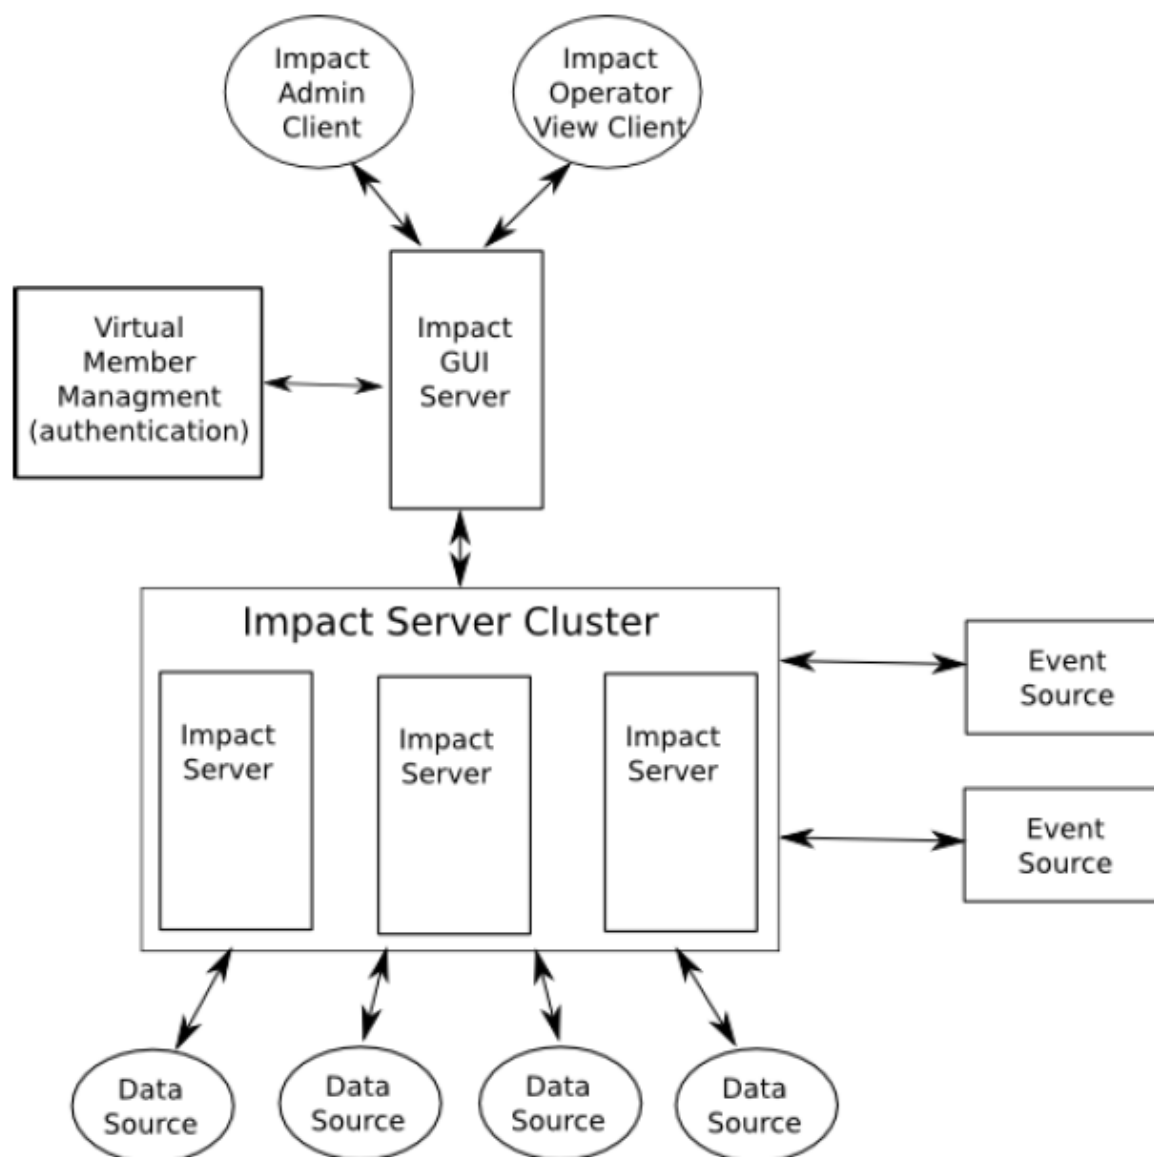 Impact
Admin
Client
Impact
Operator
View Client
Virtual
Member
Managment
(authentication)
Impact
GUI
Server
Impact Server Cluster
Impact
Server
Impact
Server
Impact
Server
Event
Source
Event
Source
Data
Source
Data
Source
Data
Source
Data
Source